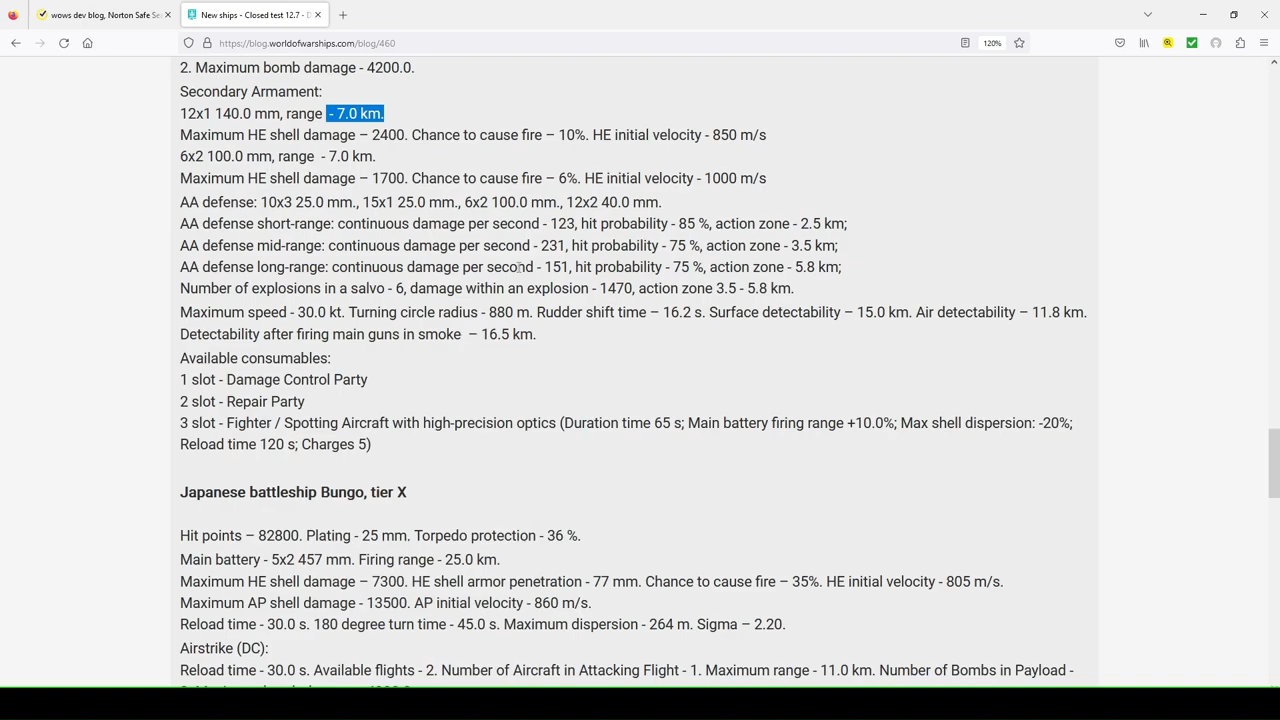 wows dev blog, Norton Safe Se
New ships - Closed test 12.7 - D
https://blog.worldofwarships.com/blog/460
120%
2. Maximum bomb damage - 4200.0.
Secondary Armament:
12x1 140.0 mm, range - 7.0 km.
Maximum HE shell damage – 2400. Chance to cause fire – 10%. HE initial velocity - 850 m/s
6x2 100.0 mm, range - 7.0 km.
Maximum HE shell damage – 1700. Chance to cause fire – 6%. HE initial velocity - 1000 m/s
AA defense: 10x3 25.0 mm., 15x1 25.0 mm., 6x2 100.0 mm., 12x2 40.0 mm.
AA defense short-range: continuous damage per second - 123, hit probability - 85 %, action zone - 2.5 km;
AA defense mid-range: continuous damage per second - 231, hit probability - 75 %, action zone - 3.5 km;
AA defense long-range: continuous damage per second - 151, hit probability - 75 %, action zone - 5.8 km;
Number of explosions in a salvo - 6, damage within an explosion - 1470, action zone 3.5 - 5.8 km.
Maximum speed - 30.0 kt. Turning circle radius - 880 m. Rudder shift time – 16.2 s. Surface detectability – 15.0 km. Air detectability – 11.8 km.
Detectability after firing main guns in smoke – 16.5 km.
Available consumables:
1 slot - Damage Control Party
2 slot - Repair Party
3 slot - Fighter / Spotting Aircraft with high-precision optics (Duration time 65 s; Main battery firing range +10.0%; Max shell dispersion: -20%;
Reload time 120 s; Charges 5)
Japanese battleship Bungo, tier X
Hit points – 82800. Plating - 25 mm. Torpedo protection - 36 %.
Main battery - 5x2 457 mm. Firing range - 25.0 km.
Maximum HE shell damage – 7300. HE shell armor penetration - 77 mm. Chance to cause fire – 35%. HE initial velocity - 805 m/s.
Maximum AP shell damage - 13500. AP initial velocity - 860 m/s.
Reload time - 30.0 s. 180 degree turn time - 45.0 s. Maximum dispersion - 264 m. Sigma – 2.20.
Airstrike (DC):
Reload time - 30.0 s. Available flights - 2. Number of Aircraft in Attacking Flight - 1. Maximum range - 11.0 km. Number of Bombs in Payload -